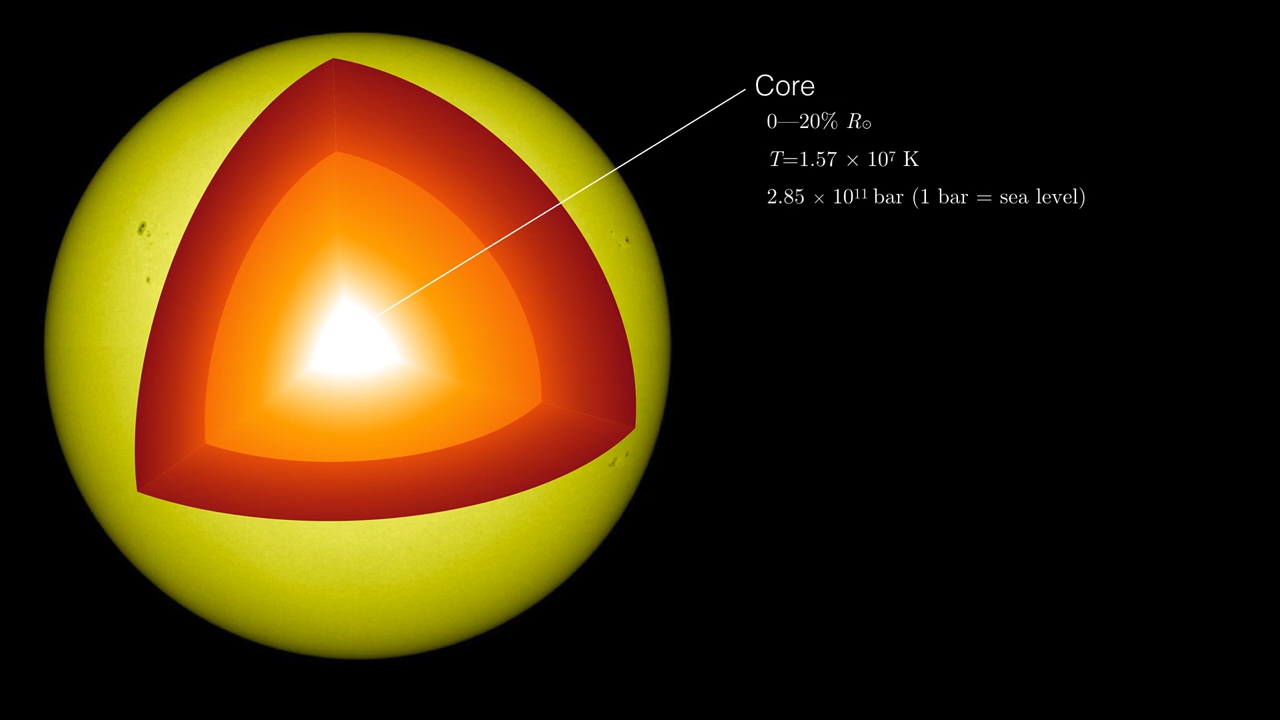 Core
0—20% R☉
T=1.57 × 10⁷ K
2.85 × 10¹¹ bar (1 bar = sea level)